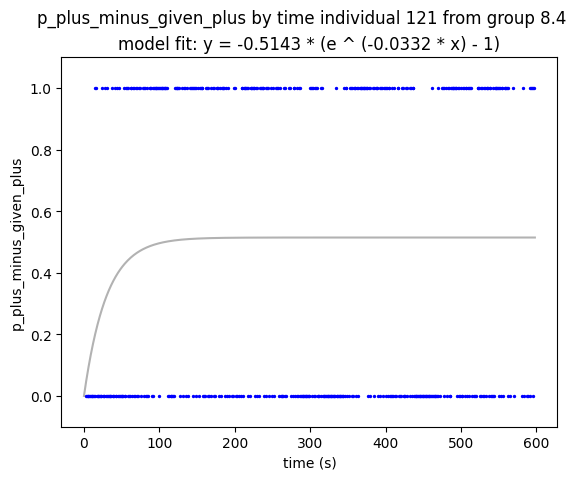 p_plus_minus_given_plus by time individual 121 from group 8.4
model fit: y = -0.5143 * (e ^ (-0.0332 * x) - 1)
1.0
0.8
0.6
0.4
0.2
0.0
p_plus_minus_given_plus
0 100 200 300 400 500 600
time (s)